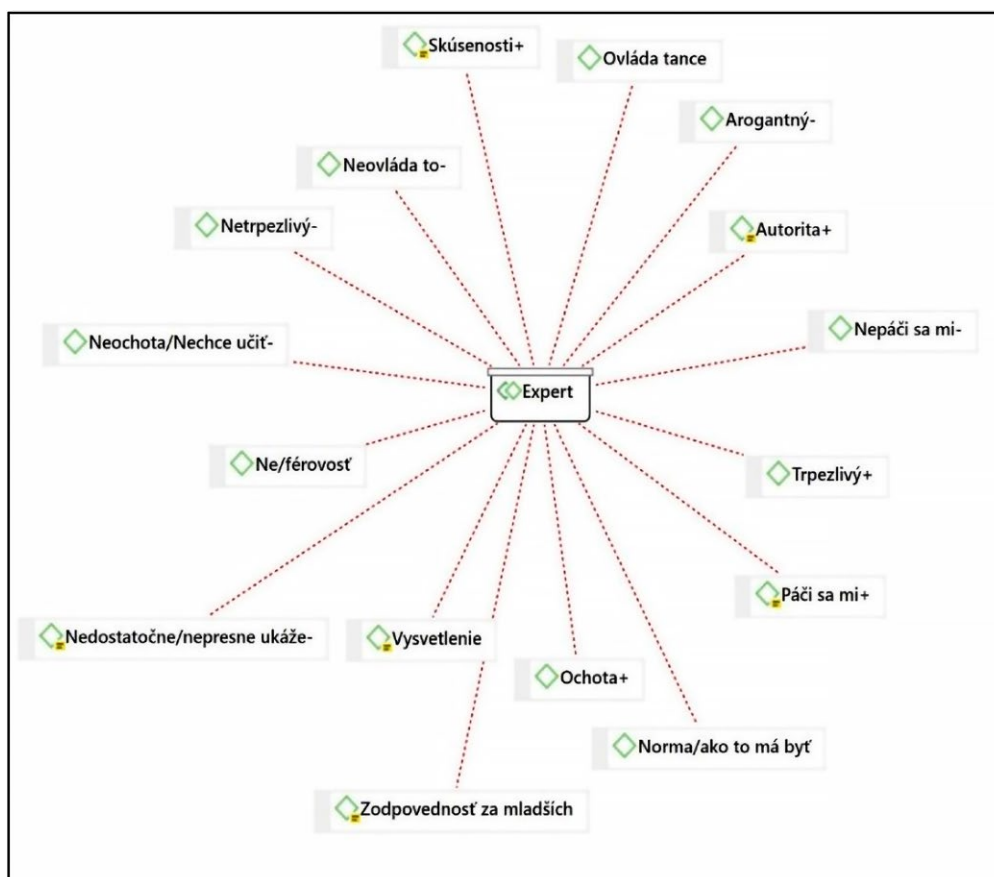 Skúsenosti+
Ovláda tance
Arogantný-
Neovláda to-
Netrpezlivý-
Autorita+
Nepáči sa mi-
Neochota/Nechce učiť-
Expert
Ne/férovosť
Trpezlivý+
Páči sa mi+
Nedostatočne/nepresne ukáže-
Vysvetlenie
Ochota+
Norma/ako to má byť
Zodpovednosť za mladších